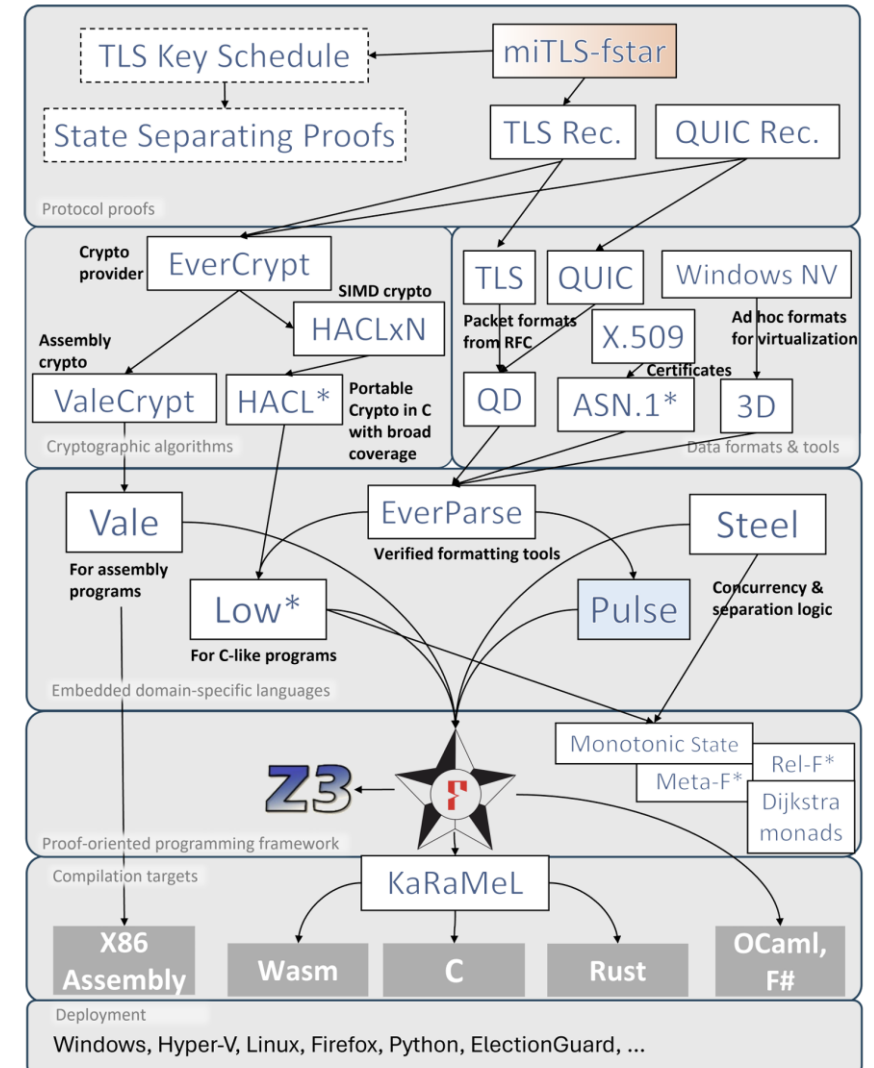 TLS Key Schedule
miTLS-fstar
State Separating Proofs
TLS Rec.
QUIC Rec.
Protocol proofs
Crypto
provider
EverCrypt
SIMD crypto
HACLxN
Assembly
crypto
ValeCrypt
HACL*
Portable
Crypto in C
with broad
coverage
Cryptographic algorithms
TLS
QUIC
Windows NV
Packet formats
from RFC
X.509
Ad hoc formats
for virtualization
Certificates
QD
ASN.1*
3D
Data formats & tools
Vale
For assembly
programs
EverParse
Verified formatting tools
Steel
Concurrency &
separation logic
Low*
For C-like programs
Pulse
Embedded domain-specific languages
Z3
F
Monotonic State
Meta-F*
Rel-F*
Dijkstra
monads
Proof-oriented programming framework
Compilation targets
KaRaMeL
X86
Assembly
Wasm
C
Rust
OCaml,
F#
Deployment
Windows, Hyper-V, Linux, Firefox, Python, ElectionGuard, ...